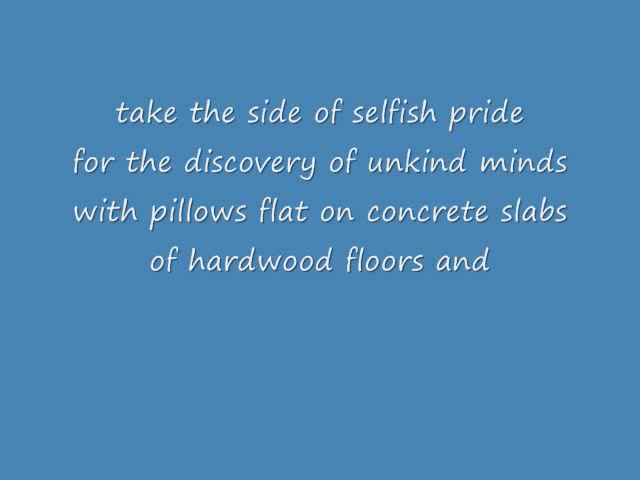 take the side of selfish pride
for the discovery of unkind minds
with pillows flat on concrete slabs
of hardwood floors and